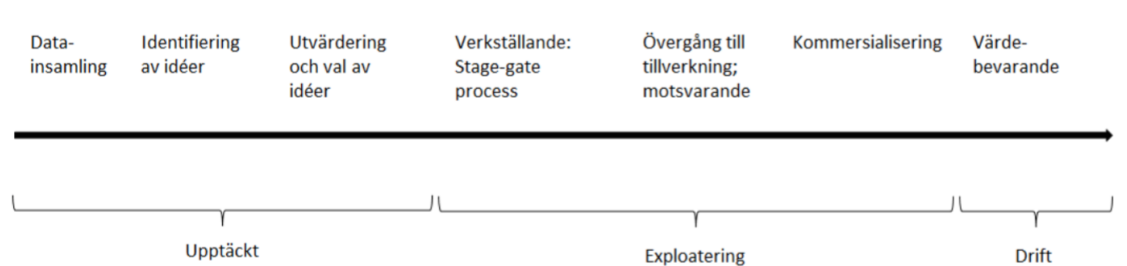 Data-
insamling
Identifiering
av idéer
Utvärdering
och val av
idéer
Verkställande:
Stage-gate
process
Övergång till
tillverkning;
motsvarande
Kommersialisering
Värde-
bevarande
Upptäckt
Exploatering
Drift